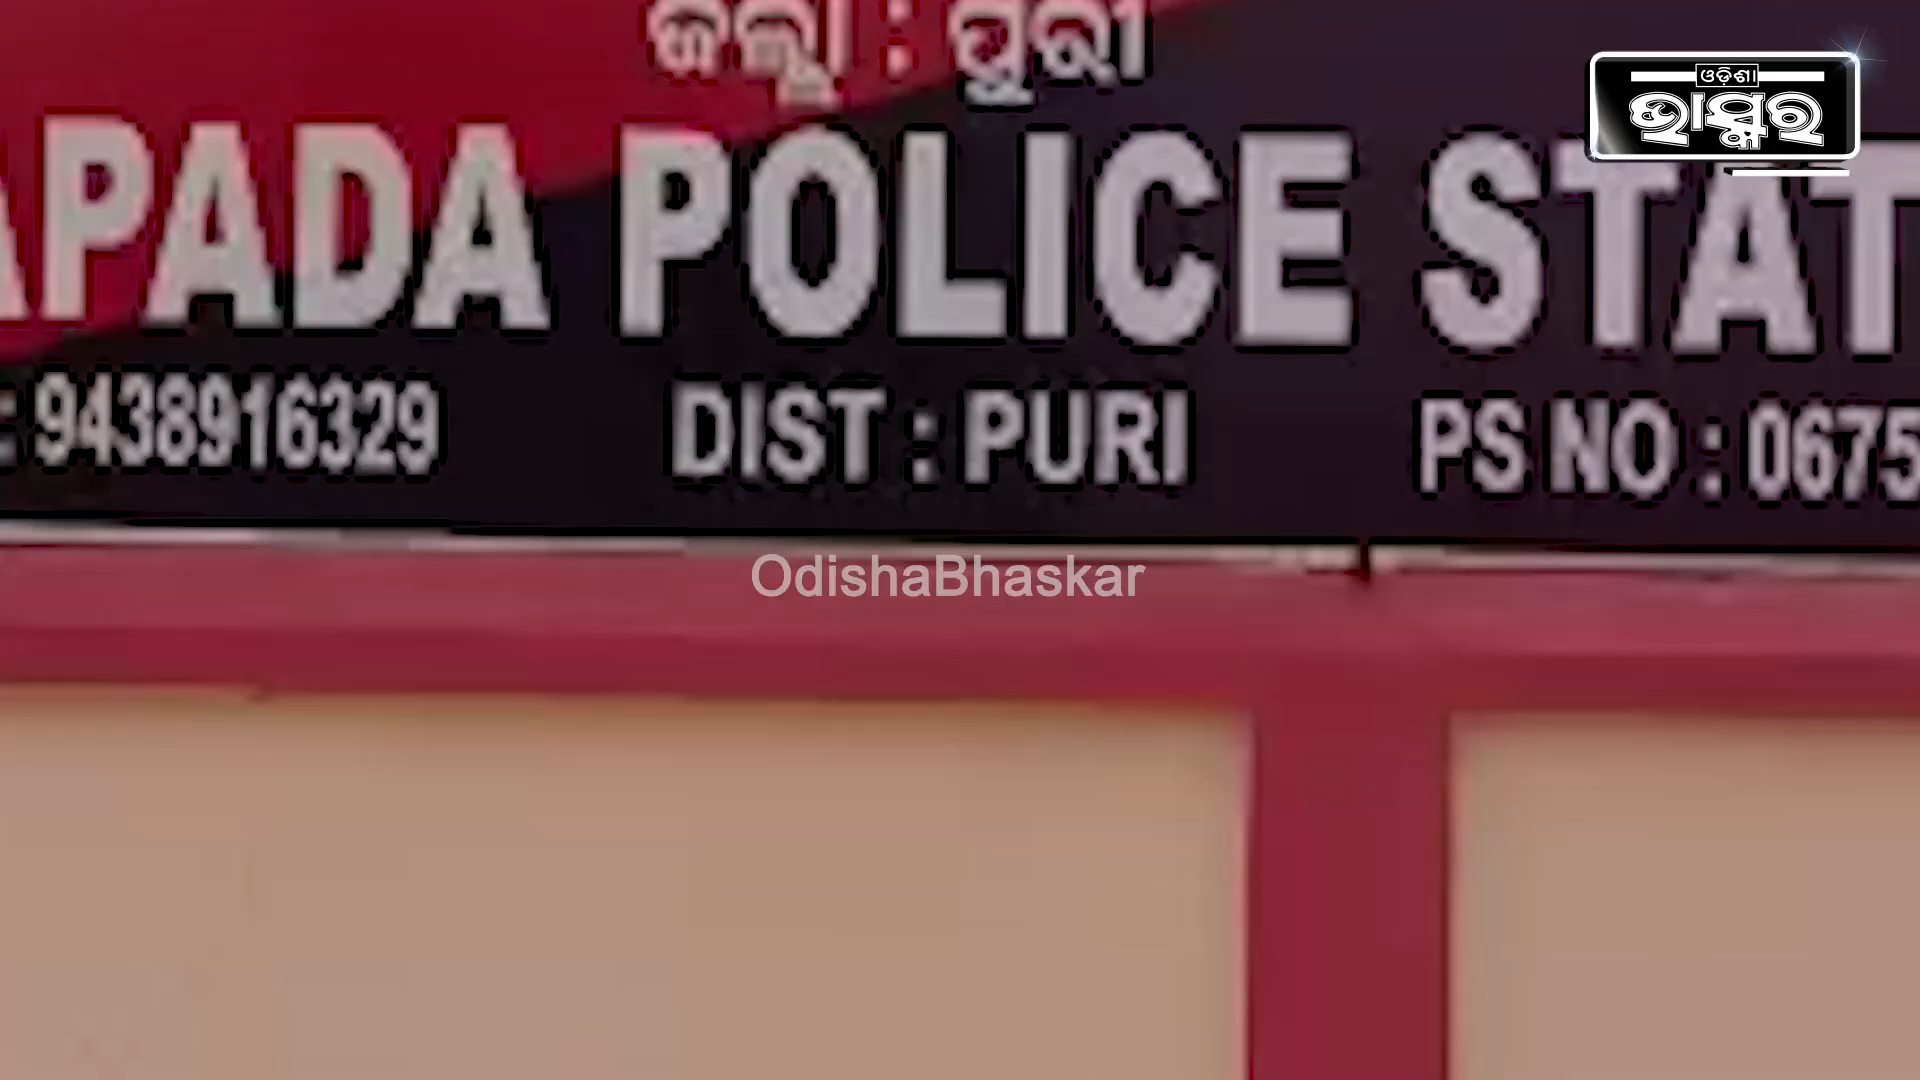 ଜିଲ୍ଲା : ପୁରୀ
ଓଡ଼ିଶା
ଭାସ୍କର
APADA POLICE STAT
: 9438916329 DIST : PURI PS NO : 0675
OdishaBhaskar